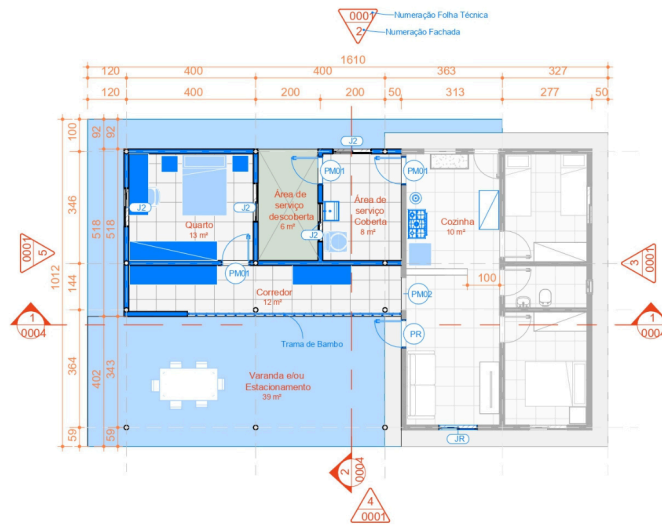 0001
Numeração Folha Técnica
2
Numeração Fachada
1610
120
400
400
363
327
120
400
200
200
50
313
277
50
100
92
92
J2
PM01
PM01
346
Área de
serviço
descoberta
6 m²
Área de
serviço
Coberta
8 m²
Cozinha
10 m²
J2
J2
Quarto
13 m²
518
518
J2
5
0001
3
0001
1012
144
PM01
100
Corredor
12 m²
PM02
1
0004
1
0004
PR
Trama de Bambo
364
402
343
Varanda e/ou
Estacionamento
39 m²
59
59
JR
2
0004
4
0001